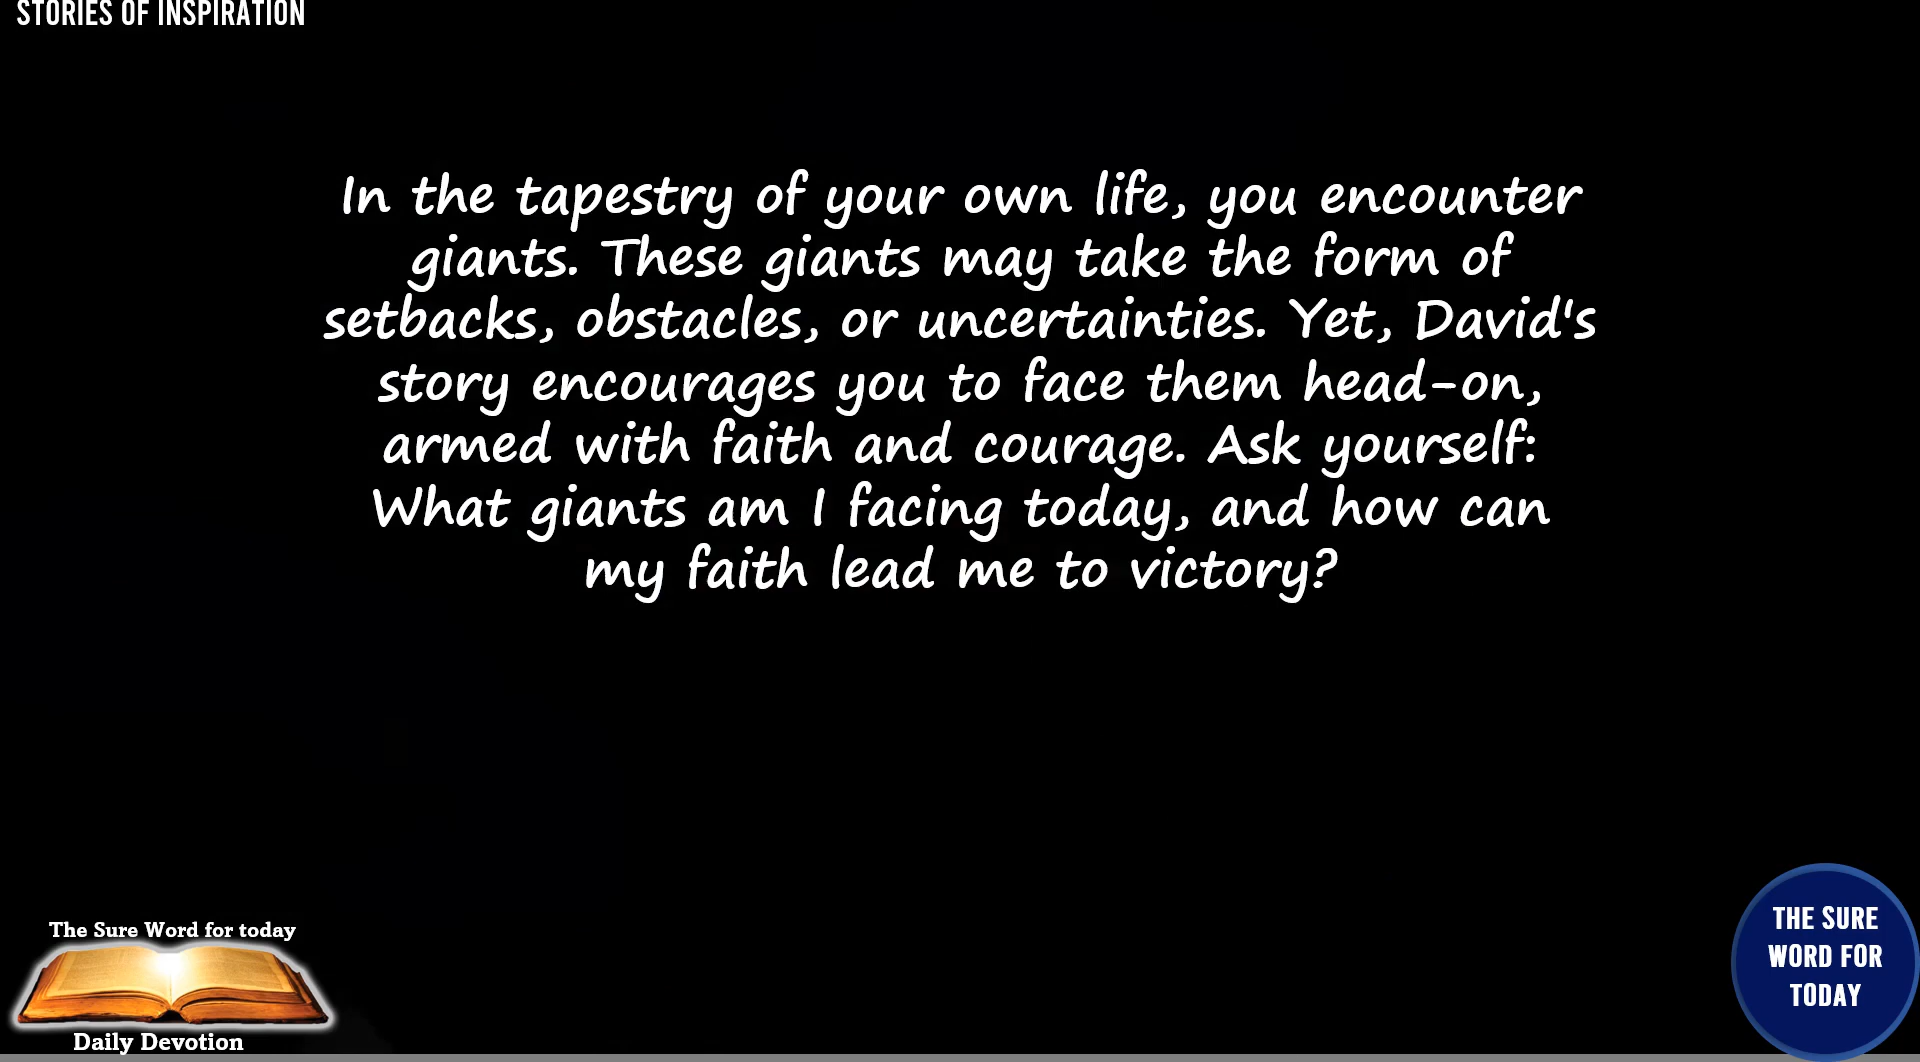 STORIES OF INSPIRATION
In the tapestry of your own life, you encounter
giants. These giants may take the form of
setbacks, obstacles, or uncertainties. Yet, David's
story encourages you to face them head-on,
armed with faith and courage. Ask yourself:
What giants am I facing today, and how can
my faith lead me to victory?
The Sure Word for today
Daily Devotion
THE SURE
WORD FOR
TODAY